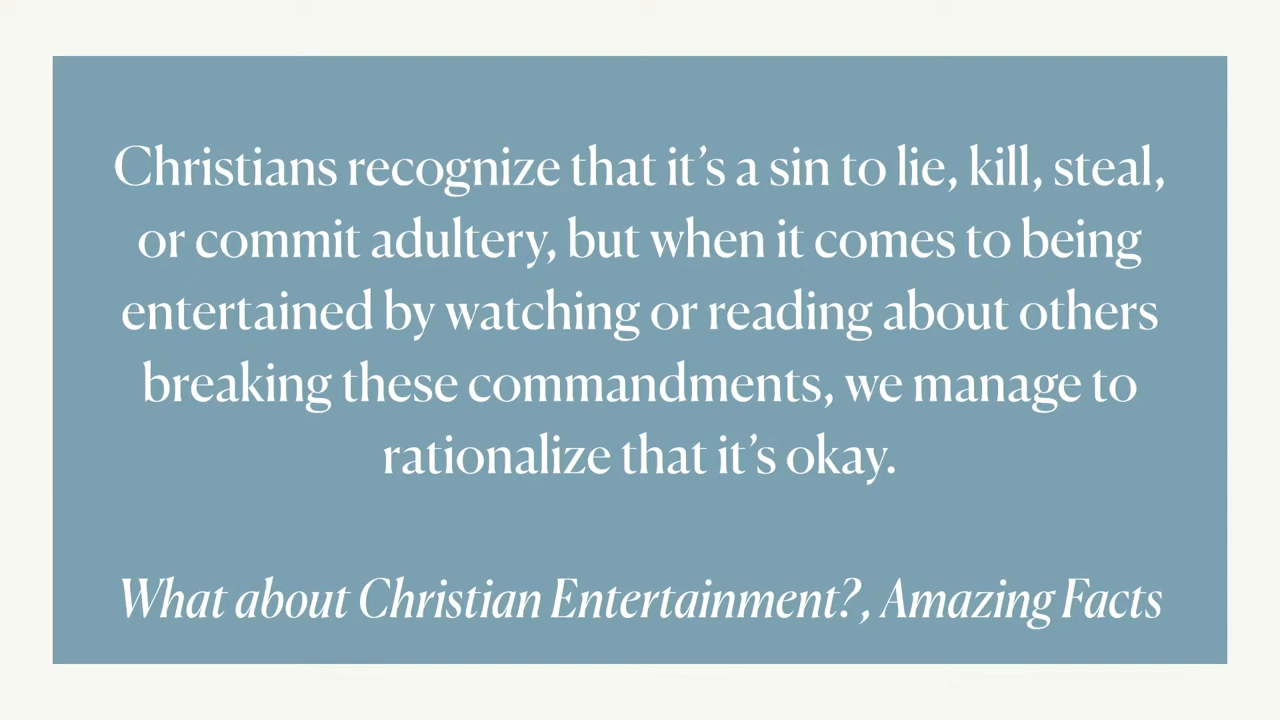 Christians recognize that it’s a sin to lie, kill, steal,
or commit adultery, but when it comes to being
entertained by watching or reading about others
breaking these commandments, we manage to
rationalize that it’s okay.
What about Christian Entertainment?, Amazing Facts